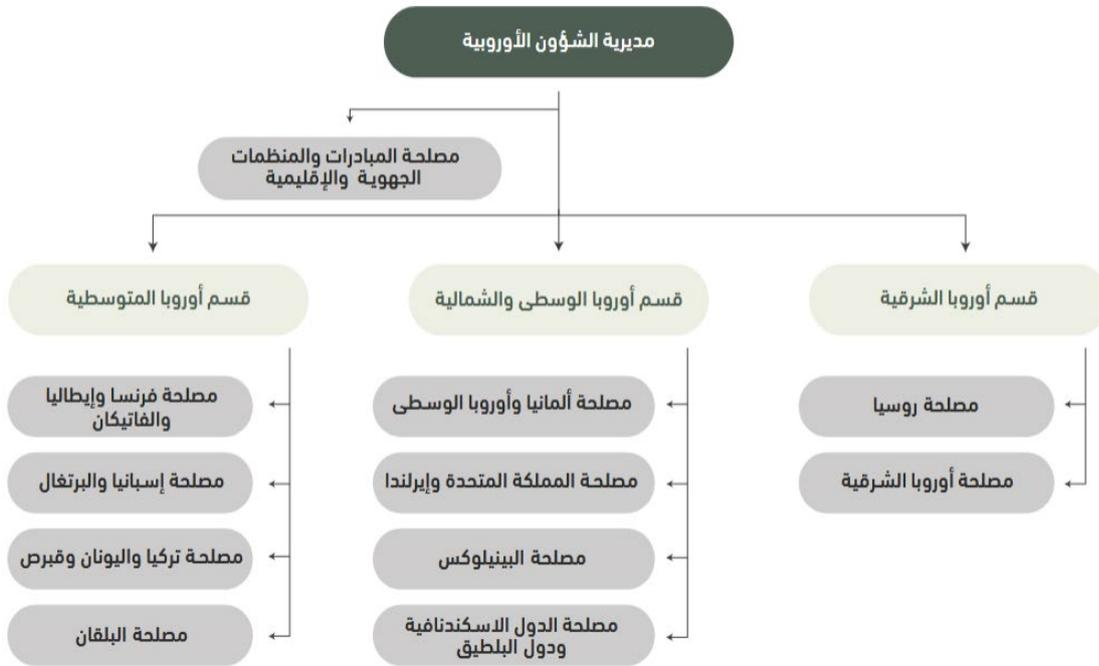 مديرية الشؤون الأوروبية
مصلحة المبادرات والمنظمات
الجهوية والإقليمية
قسم أوروبا الشرقية
مصلحة روسيا
مصلحة أوروبا الشرقية
قسم أوروبا الوسطى والشمالية
مصلحة ألمانيا وأوروبا الوسطى
مصلحة المملكة المتحدة وإيرلندا
مصلحة البينيلوكس
مصلحة الدول الاسكندنافية
ودول البلطيق
قسم أوروبا المتوسطية
مصلحة فرنسا وإيطاليا
والفاتيكان
مصلحة إسبانيا والبرتغال
مصلحة تركيا واليونان وقبرص
مصلحة البلقان